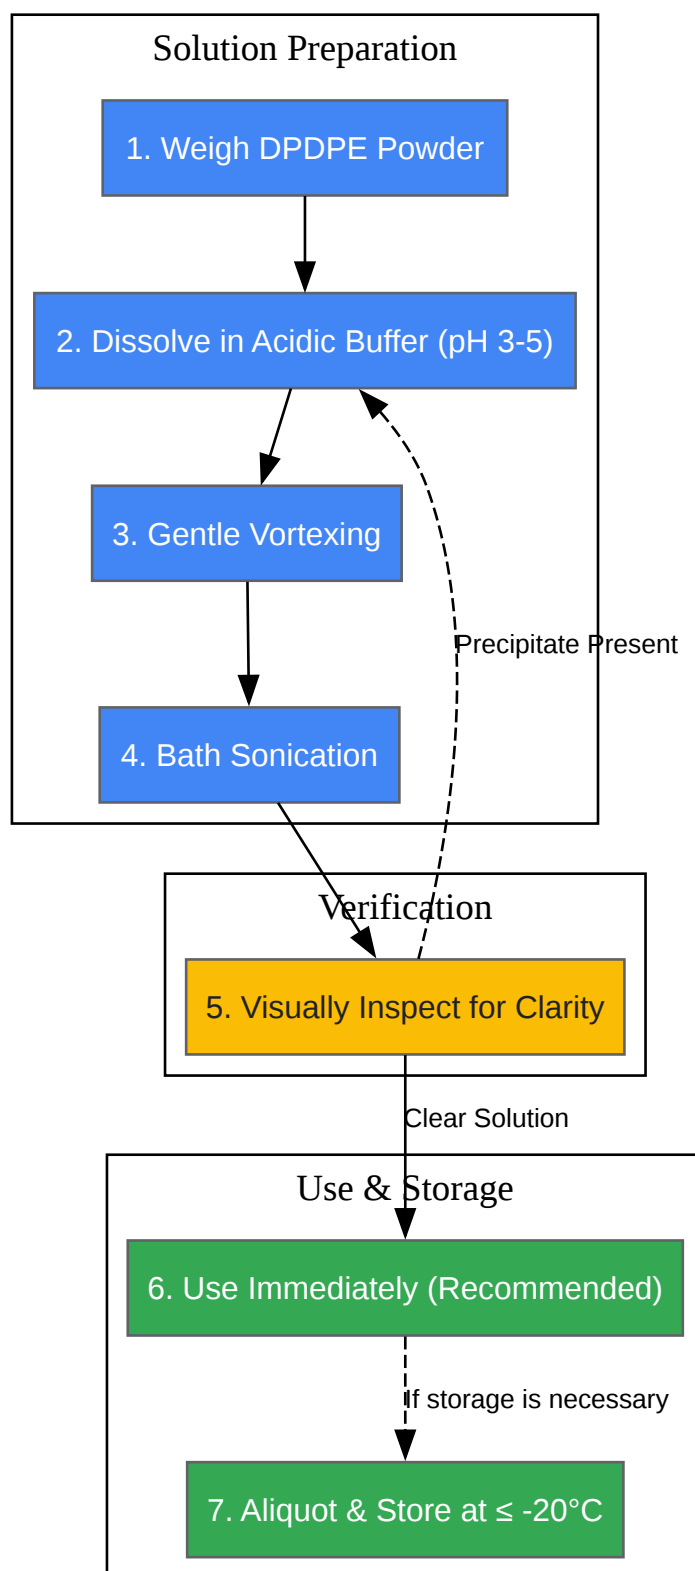 Solution Preparation
1. Weigh DPDPE Powder
2. Dissolve in Acidic Buffer (pH 3-5)
3. Gentle Vortexing
Precipitate Present
4. Bath Sonication
Verification
5. Visually Inspect for Clarity
Clear Solution
Use & Storage
6. Use Immediately (Recommended)
If storage is necessary
7. Aliquot & Store at ≤ -20°C